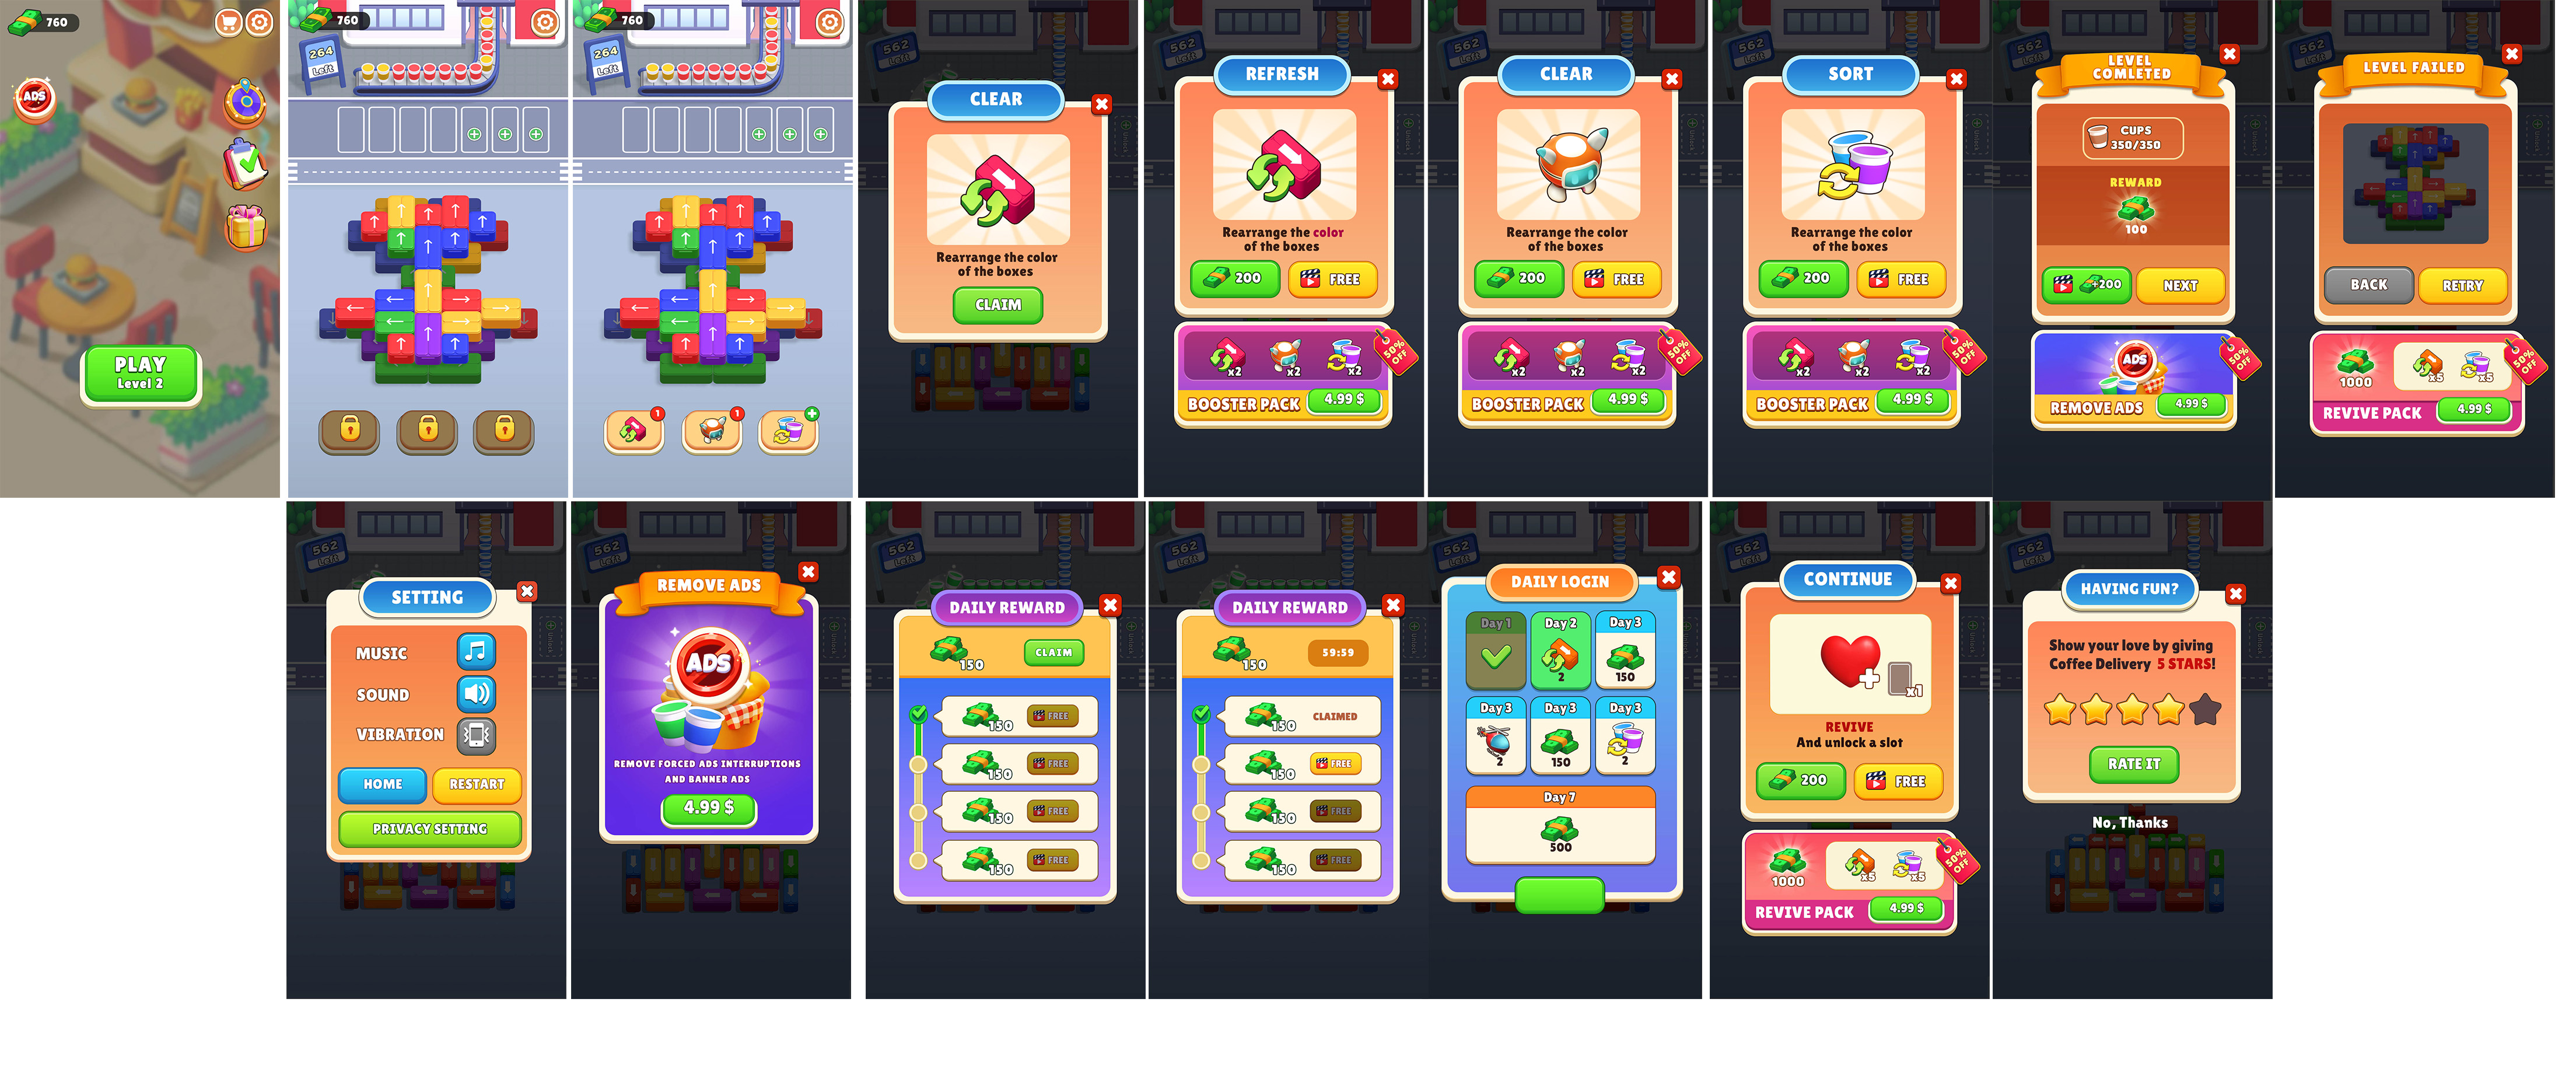 760
ADS
PLAY
Level 2
760
264
Left
760
264
Left
1
1
562
Left
CLEAR
Rearrange the color
of the boxes
CLAIM
562
Left
REFRESH
Rearrange the color
of the boxes
200
FREE
x2
x2
x2
50%
OFF
BOOSTER PACK
4.99 $
562
Left
CLEAR
Rearrange the color
of the boxes
200
FREE
x2
x2
x2
50%
OFF
BOOSTER PACK
4.99 $
562
Left
SORT
Rearrange the color
of the boxes
200
FREE
x2
x2
x2
50%
OFF
BOOSTER PACK
4.99 $
562
Left
LEVEL
COMLETED
CUPS
350/350
REWARD
100
+200
NEXT
ADS
50%
OFF
REMOVE ADS
4.99 $
562
Left
LEVEL FAILED
BACK
RETRY
1000
x5
x5
50%
OFF
REVIVE PACK
4.99 $
562
Left
SETTING
MUSIC
SOUND
VIBRATION
HOME
RESTART
PRIVACY SETTING
562
Left
REMOVE ADS
ADS
REMOVE FORCED ADS INTERRUPTIONS
AND BANNER ADS
4.99 $
562
Left
DAILY REWARD
150
CLAIM
150
FREE
150
FREE
150
FREE
150
FREE
562
Left
DAILY REWARD
150
59:59
150
CLAIMED
150
FREE
150
FREE
150
FREE
562
Left
DAILY LOGIN
Day 1
Day 2
2
Day 3
150
Day 3
2
Day 3
150
Day 3
2
Day 7
500
562
Left
CONTINUE
x1
REVIVE
And unlock a slot
200
FREE
1000
x5
x5
50%
OFF
REVIVE PACK
4.99 $
562
Left
HAVING FUN?
Show your love by giving
Coffee Delivery 5 STARS!
RATE IT
No, Thanks